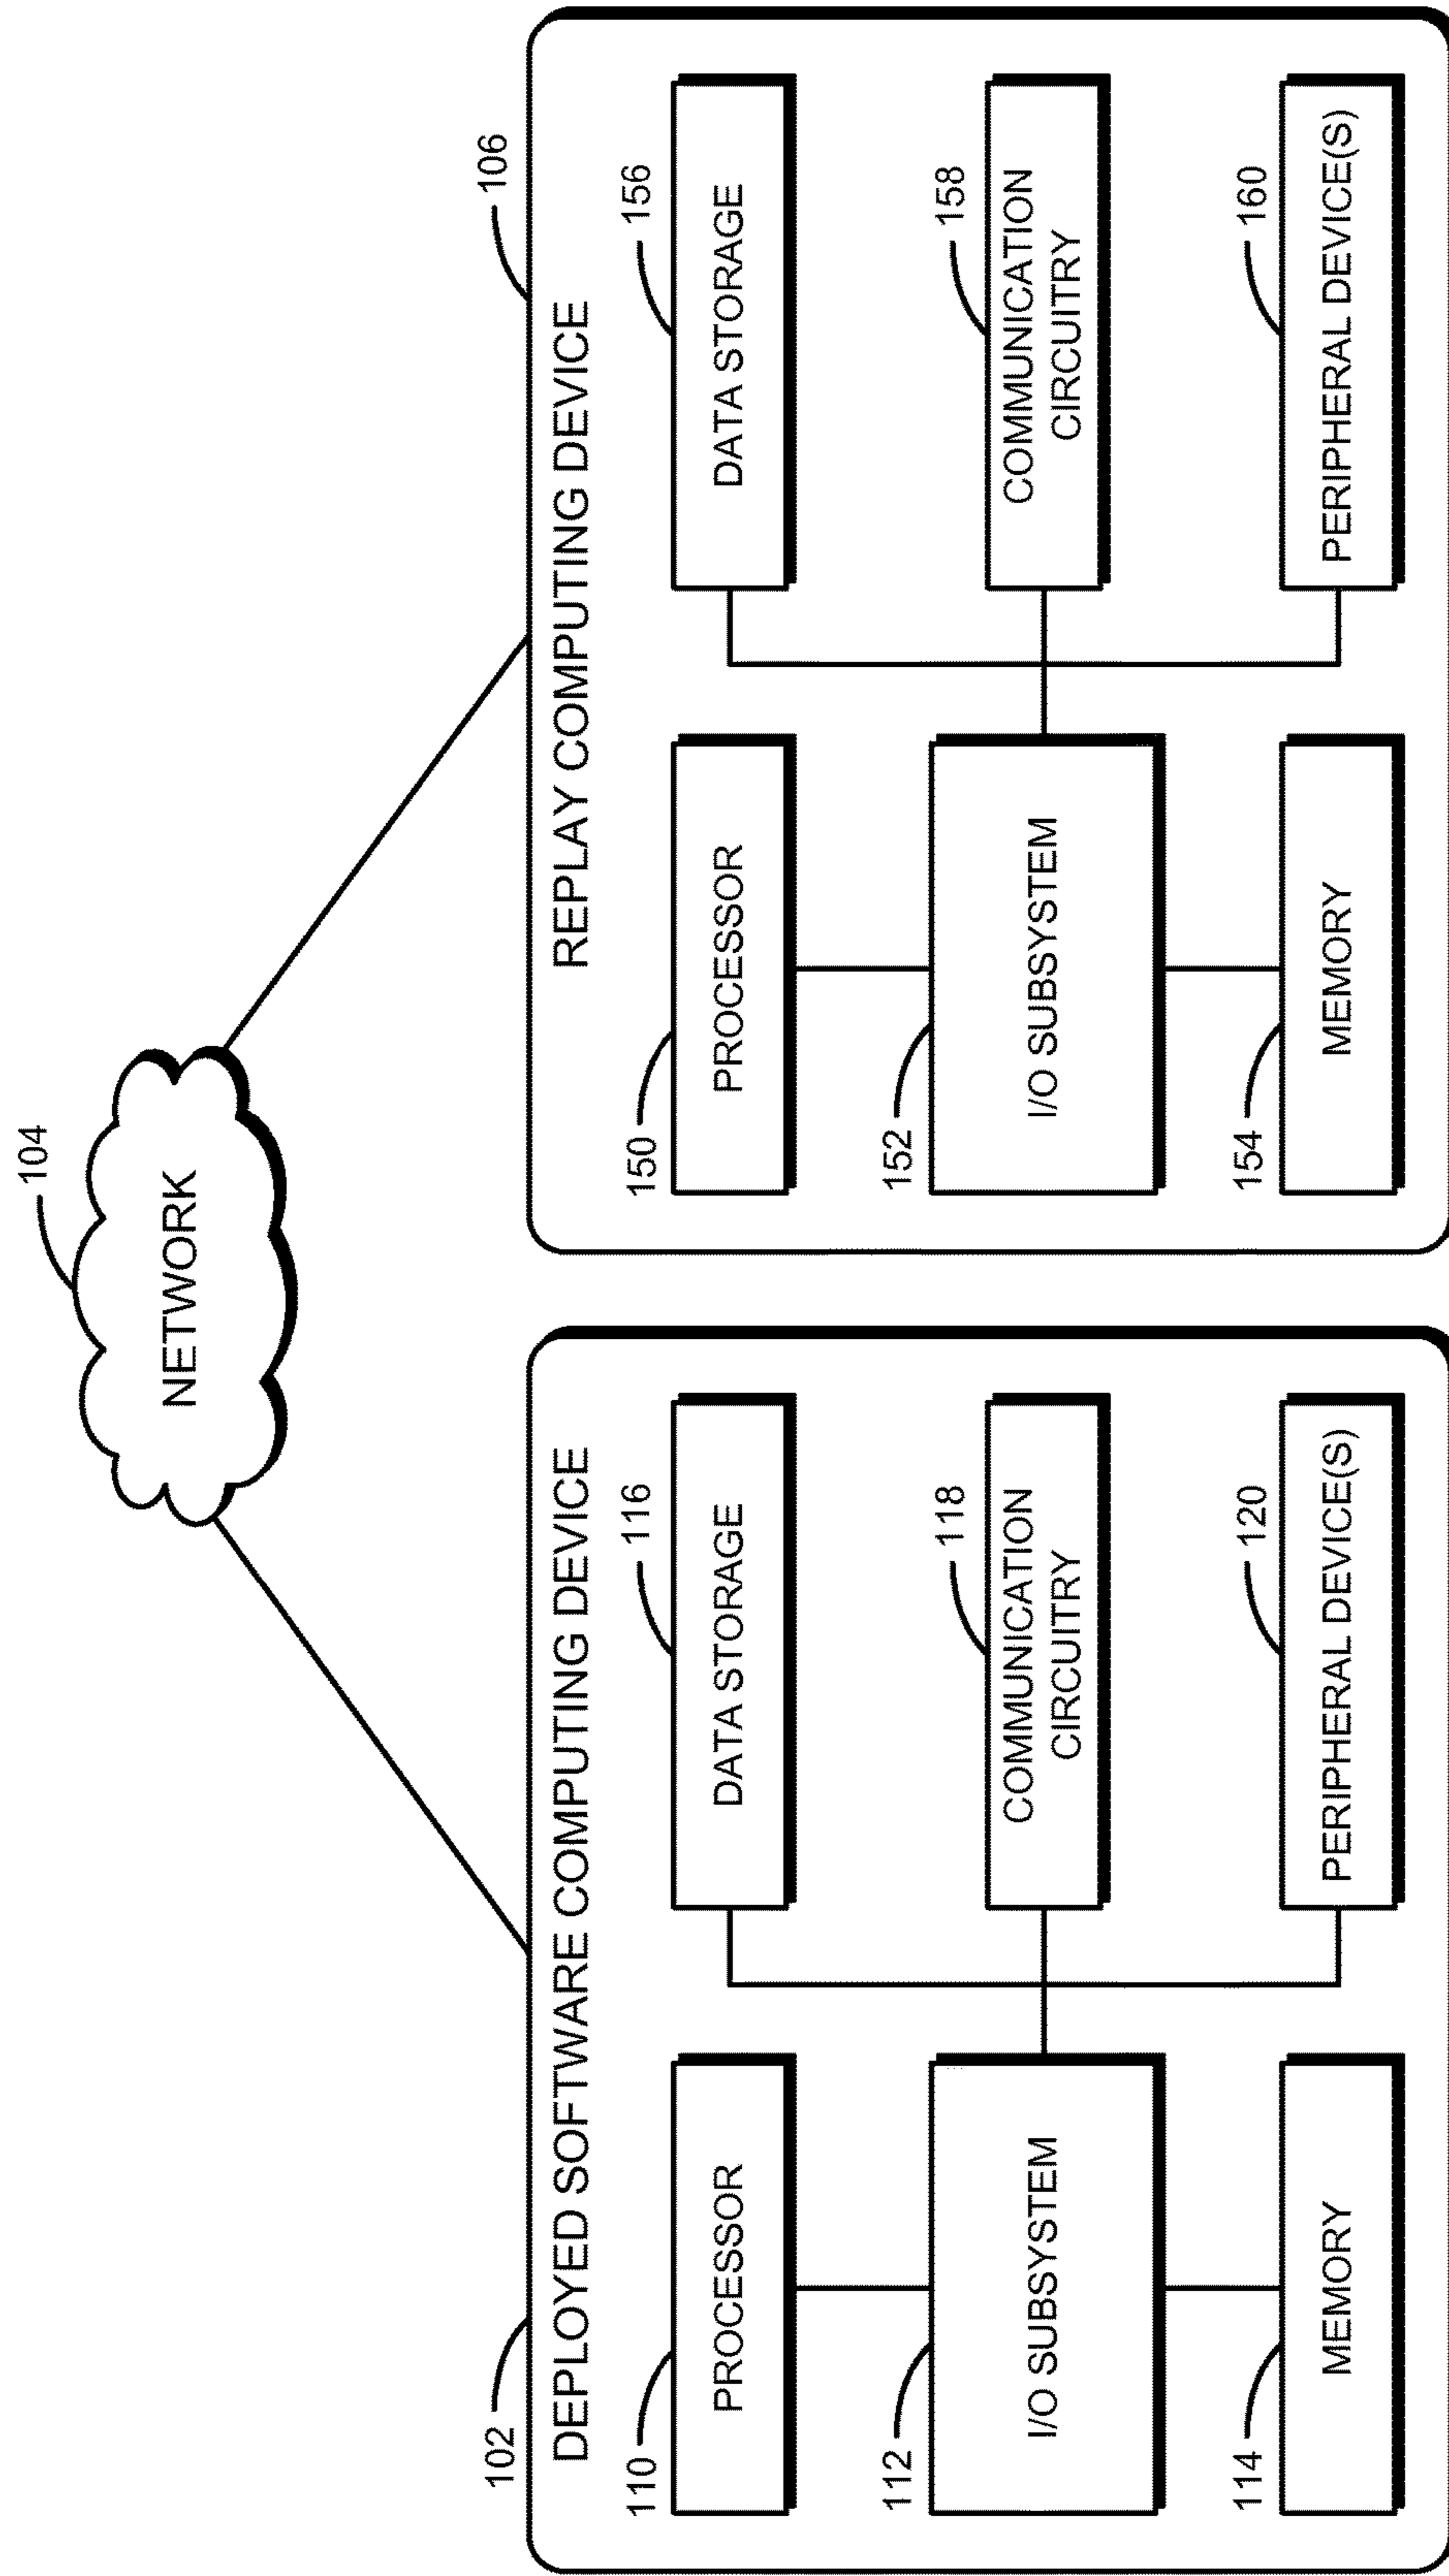 104
NETWORK
102
DEPLOYED SOFTWARE COMPUTING DEVICE
110
PROCESSOR
116
DATA STORAGE
112
I/O SUBSYSTEM
118
COMMUNICATION
CIRCUITRY
114
MEMORY
120
PERIPHERAL DEVICE(S)
106
REPLAY COMPUTING DEVICE
150
PROCESSOR
156
DATA STORAGE
152
I/O SUBSYSTEM
158
COMMUNICATION
CIRCUITRY
154
MEMORY
160
PERIPHERAL DEVICE(S)